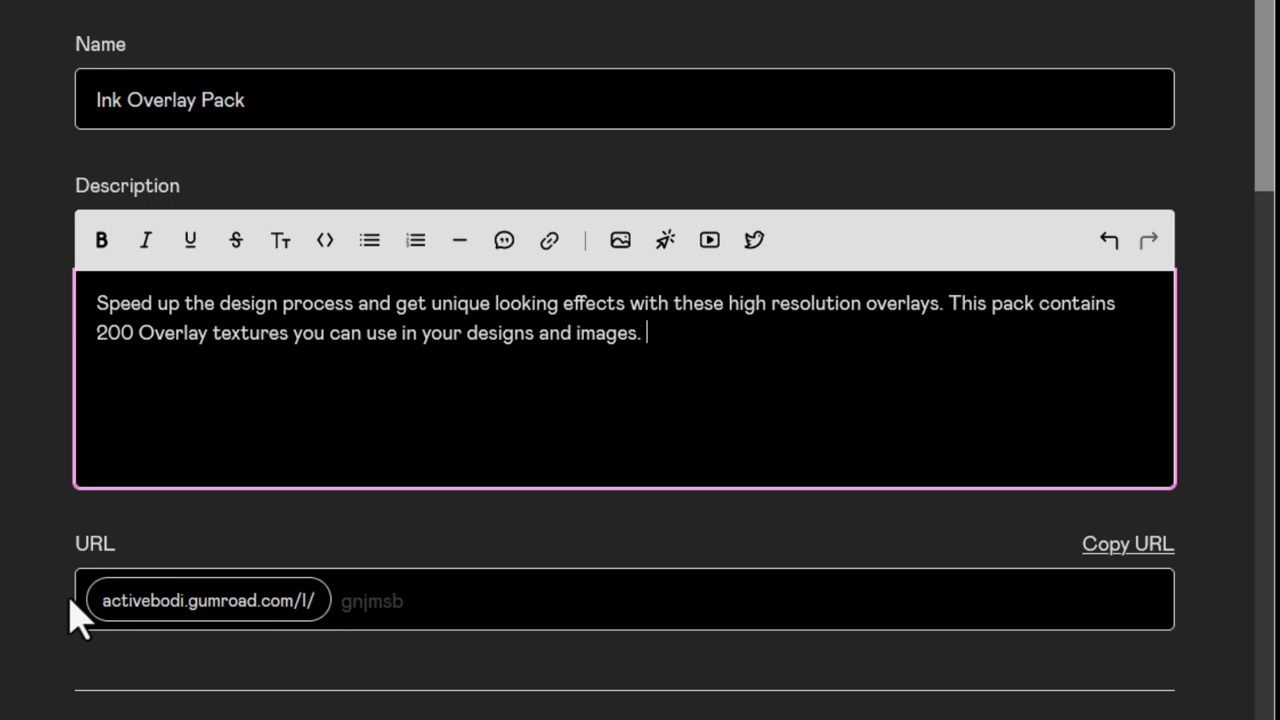 Name
Ink Overlay Pack
Description
Speed up the design process and get unique looking effects with these high resolution overlays. This pack contains
200 Overlay textures you can use in your designs and images.
URL
Copy URL
activebodi.gumroad.com/l/ gnjmsb